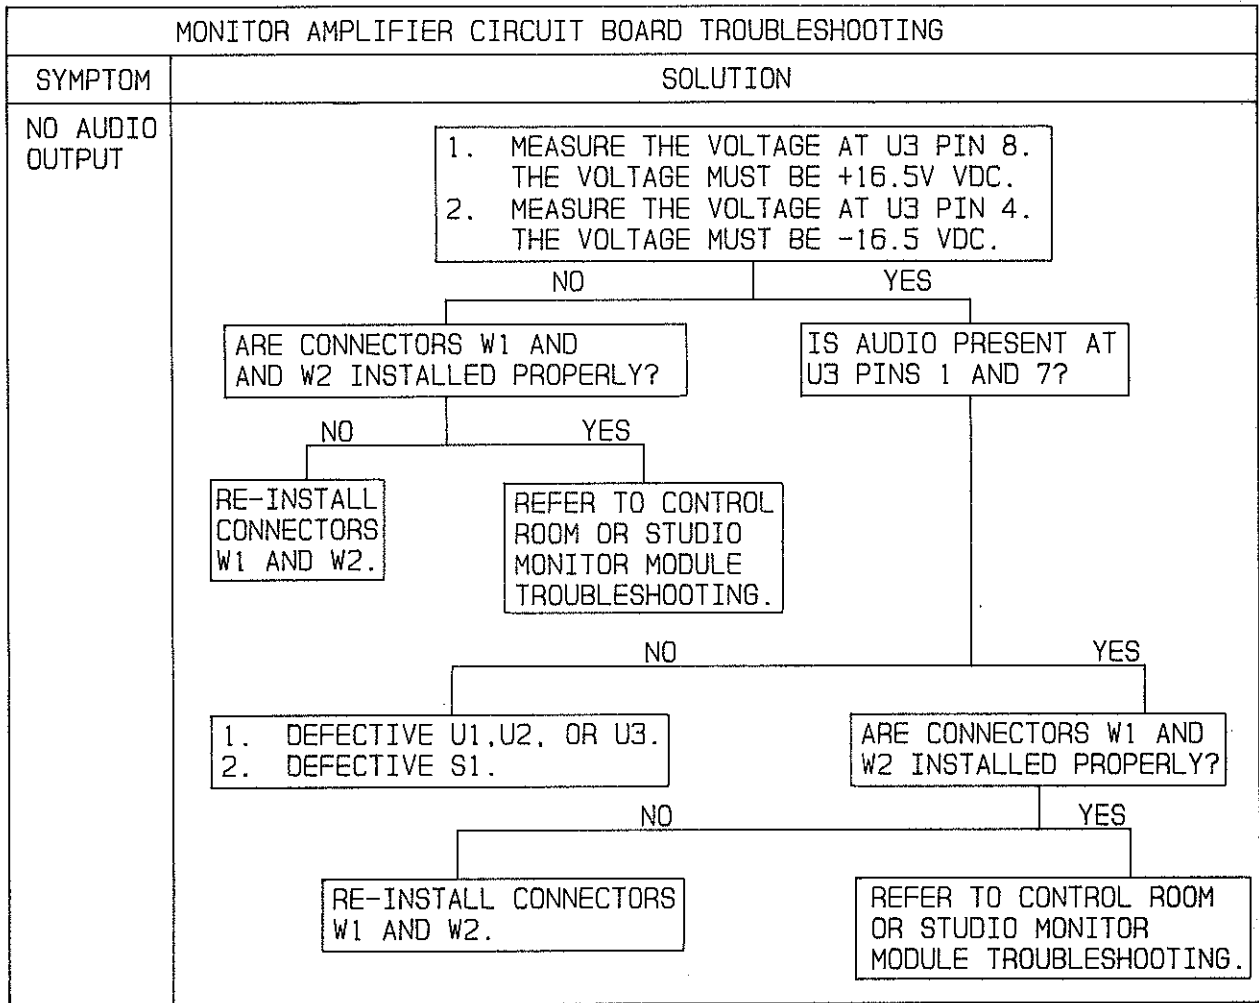 MONITOR AMPLIFIER CIRCUIT BOARD TROUBLESHOOTING
SYMPTOM
SOLUTION
NO AUDIO
OUTPUT
1. MEASURE THE VOLTAGE AT U3 PIN 8.
THE VOLTAGE MUST BE +16.5V VDC.
2. MEASURE THE VOLTAGE AT U3 PIN 4.
THE VOLTAGE MUST BE -16.5 VDC.
NO
YES
ARE CONNECTORS W1 AND
AND W2 INSTALLED PROPERLY?
IS AUDIO PRESENT AT
U3 PINS 1 AND 7?
NO
YES
RE-INSTALL
CONNECTORS
W1 AND W2.
REFER TO CONTROL
ROOM OR STUDIO
MONITOR MODULE
TROUBLESHOOTING.
NO
YES
1. DEFECTIVE U1,U2, OR U3.
2. DEFECTIVE S1.
ARE CONNECTORS W1 AND
W2 INSTALLED PROPERLY?
NO
YES
RE-INSTALL CONNECTORS
W1 AND W2.
REFER TO CONTROL ROOM
OR STUDIO MONITOR
MODULE TROUBLESHOOTING.